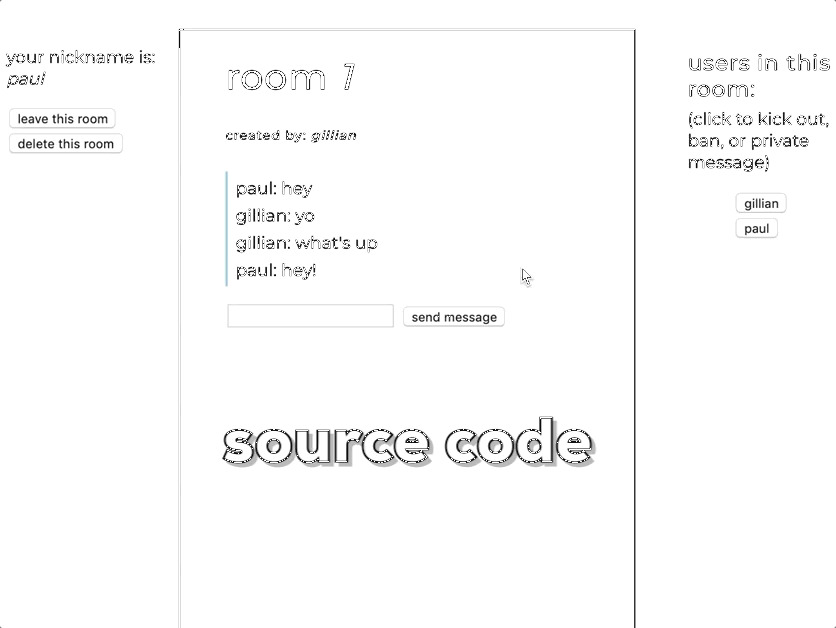 your nickname is:
paul
leave this room
delete this room
room 1
created by: gillian
paul: hey
gillian: yo
gillian: what's up
paul: hey!
send message
source code
users in this
room:
(click to kick out,
ban, or private
message)
gillian
paul